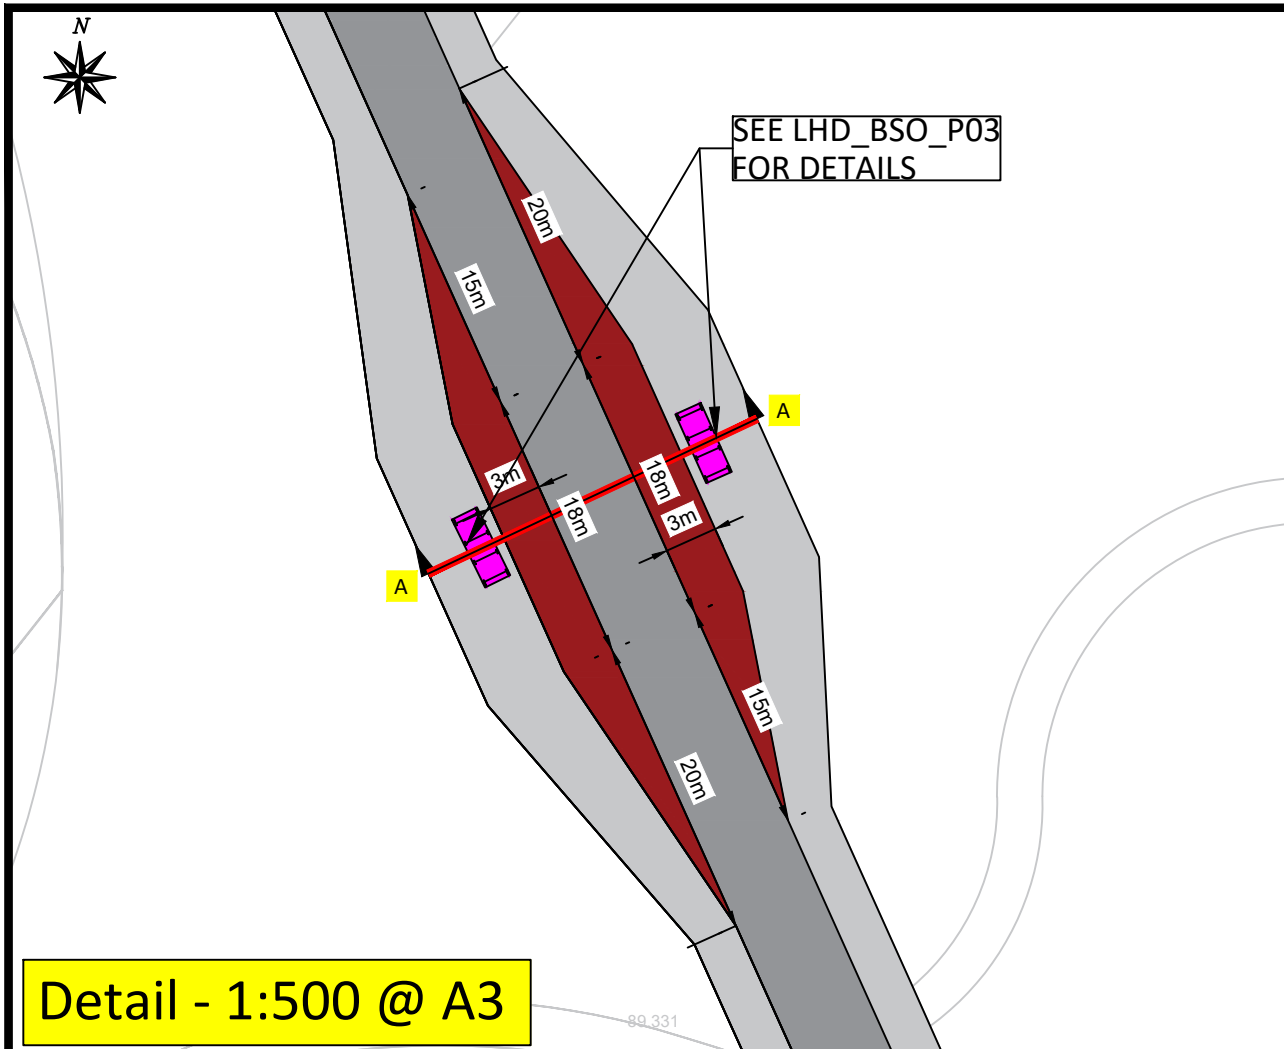 N
SEE LHD_BSO_P03
FOR DETAILS
20m
15m
A
3m
18m
18m
3m
A
15m
20m
Detail - 1:500 @ A3
89.331